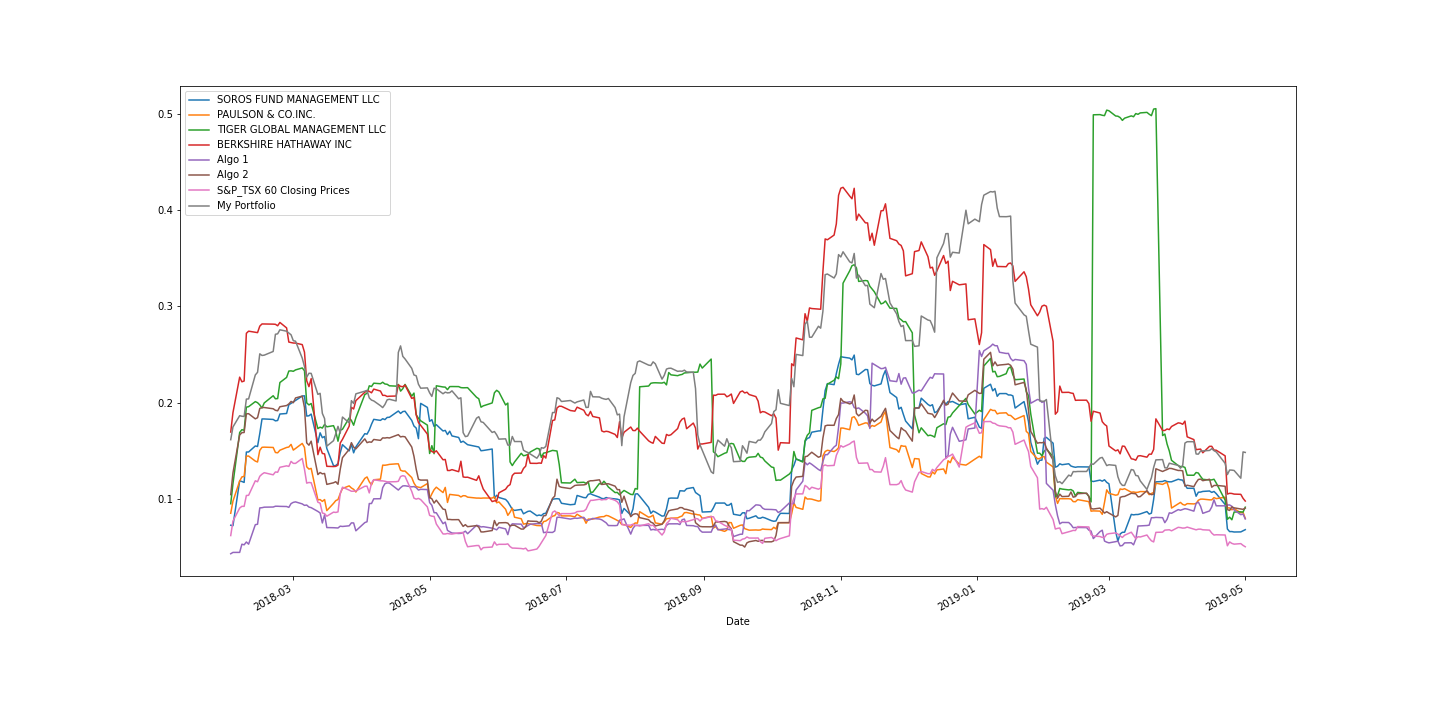 SOROS FUND MANAGEMENT LLC
PAULSON & CO.INC.
TIGER GLOBAL MANAGEMENT LLC
BERKSHIRE HATHAWAY INC
Algo 1
Algo 2
S&P_TSX 60 Closing Prices
My Portfolio
0.5
0.4
0.3
0.2
0.1
2018-03
2018-05
2018-07
2018-09
2018-11
2019-01
2019-03
2019-05
Date